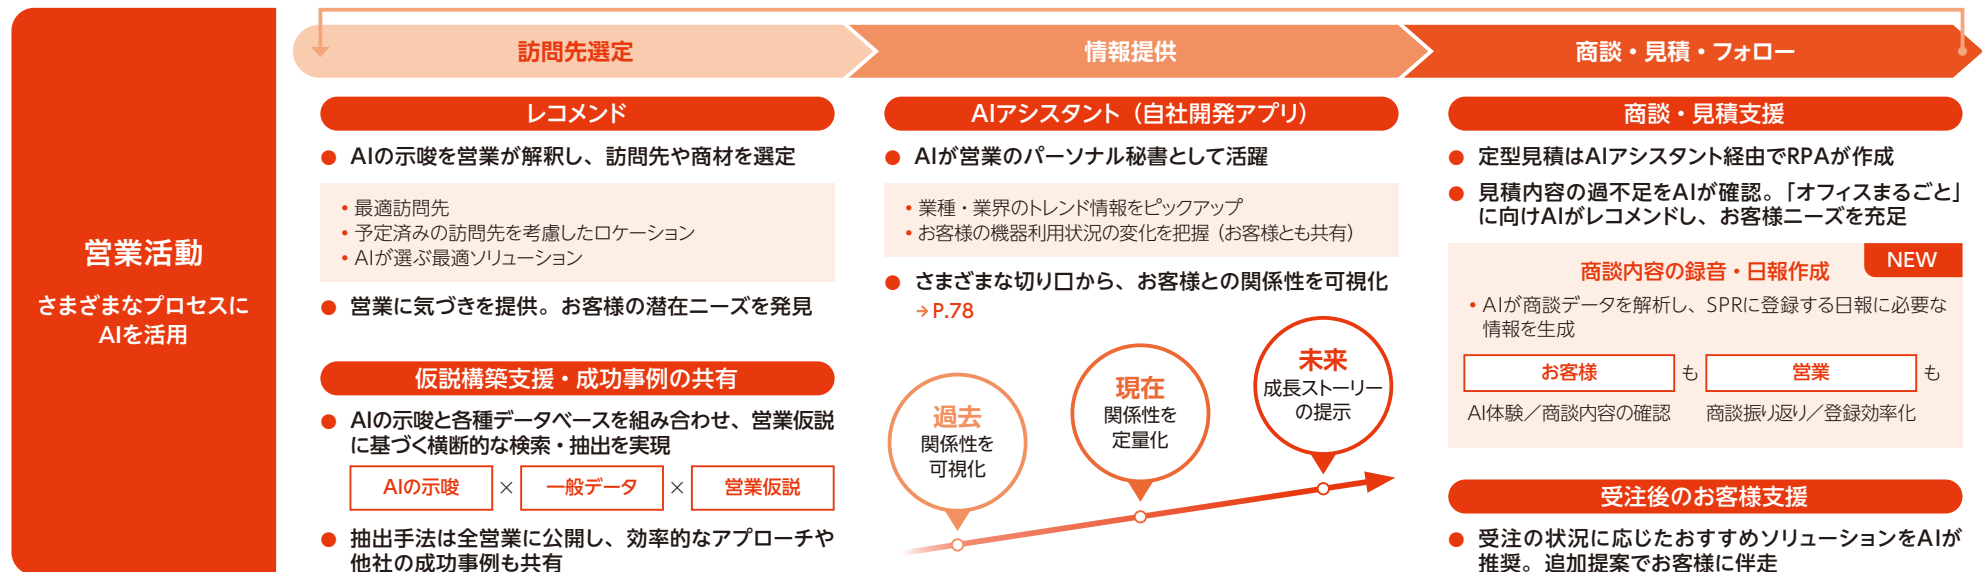 営業活動
さまざまなプロセスに
AIを活用
訪問先選定
情報提供
商談・見積・フォロー
レコメンド
● AIの示唆を営業が解釈し、訪問先や商材を選定
• 最適訪問先
• 予定済みの訪問先を考慮したロケーション
• AIが選ぶ最適ソリューション
● 営業に気づきを提供。お客様の潜在ニーズを発見
仮説構築支援・成功事例の共有
● AIの示唆と各種データベースを組み合わせ、営業仮説
に基づく横断的な検索・抽出を実現
AIの示唆 × 一般データ × 営業仮説
● 抽出手法は全営業に公開し、効率的なアプローチや
他社の成功事例も共有
AIアシスタント（自社開発アプリ）
● AIが営業のパーソナル秘書として活躍
• 業種・業界のトレンド情報をピックアップ
• お客様の機器利用状況の変化を把握（お客様とも共有）
● さまざまな切り口から、お客様との関係性を可視化
→P.78
過去
関係性を
可視化
現在
関係性を
定量化
未来
成長ストーリー
の提示
商談・見積支援
● 定型見積はAIアシスタント経由でRPAが作成
● 見積内容の過不足をAIが確認。「オフィスまるごと」
に向けAIがレコメンドし、お客様ニーズを充足
NEW
商談内容の録音・日報作成
• AIが商談データを解析し、SPRに登録する日報に必要な
情報を生成
お客様 も 営業 も
AI体験／商談内容の確認 商談振り返り／登録効率化
受注後のお客様支援
● 受注の状況に応じたおすすめソリューションをAIが
推奨。追加提案でお客様に伴走